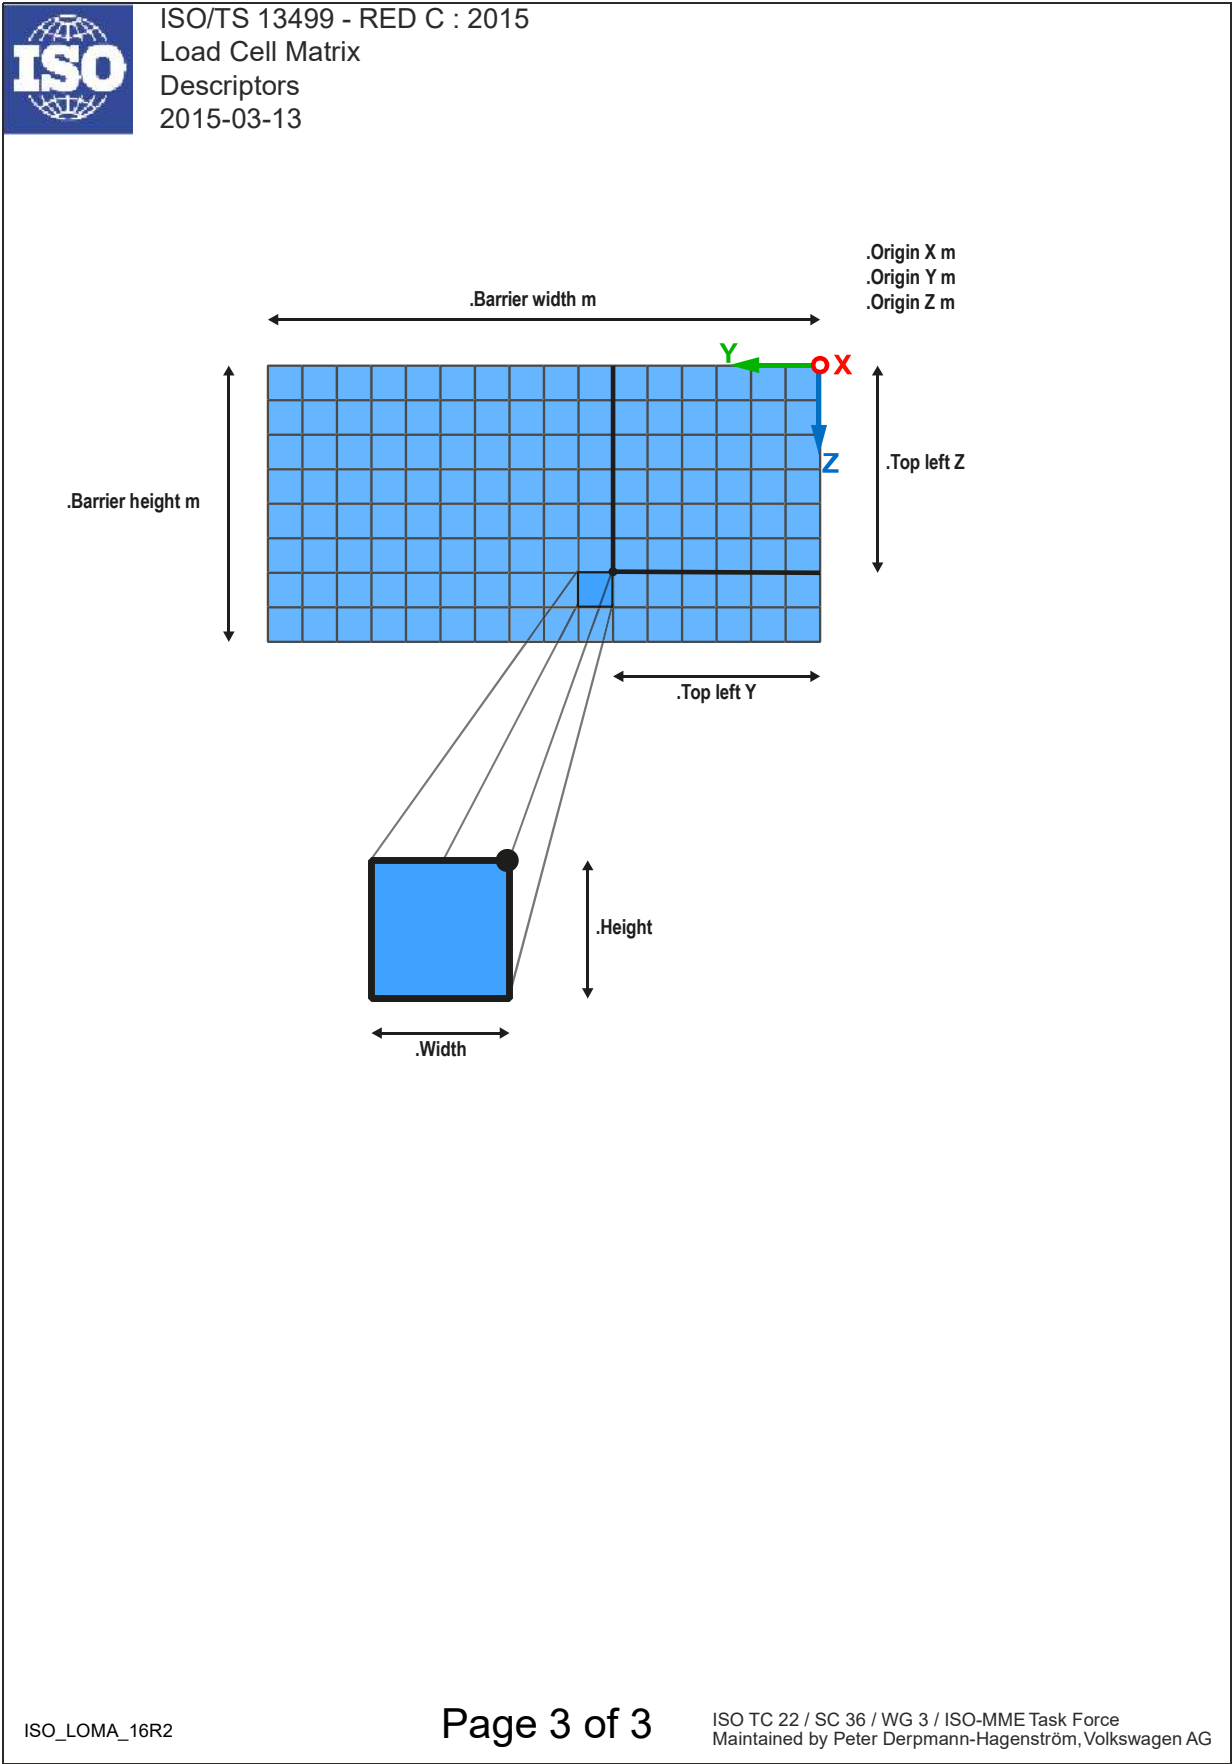 ISO
ISO/TS 13499 - RED C : 2015
Load Cell Matrix
Descriptors
2015-03-13
.Origin X m
.Origin Y m
.Origin Z m
.Barrier width m
Y
X
Z
.Top left Z
.Barrier height m
.Top left Y
.Height
.Width
ISO_LOMA_16R2
Page 3 of 3
ISO TC 22 / SC 36 / WG 3 / ISO-MME Task Force
Maintained by Peter Derpmann-Hagenström, Volkswagen AG